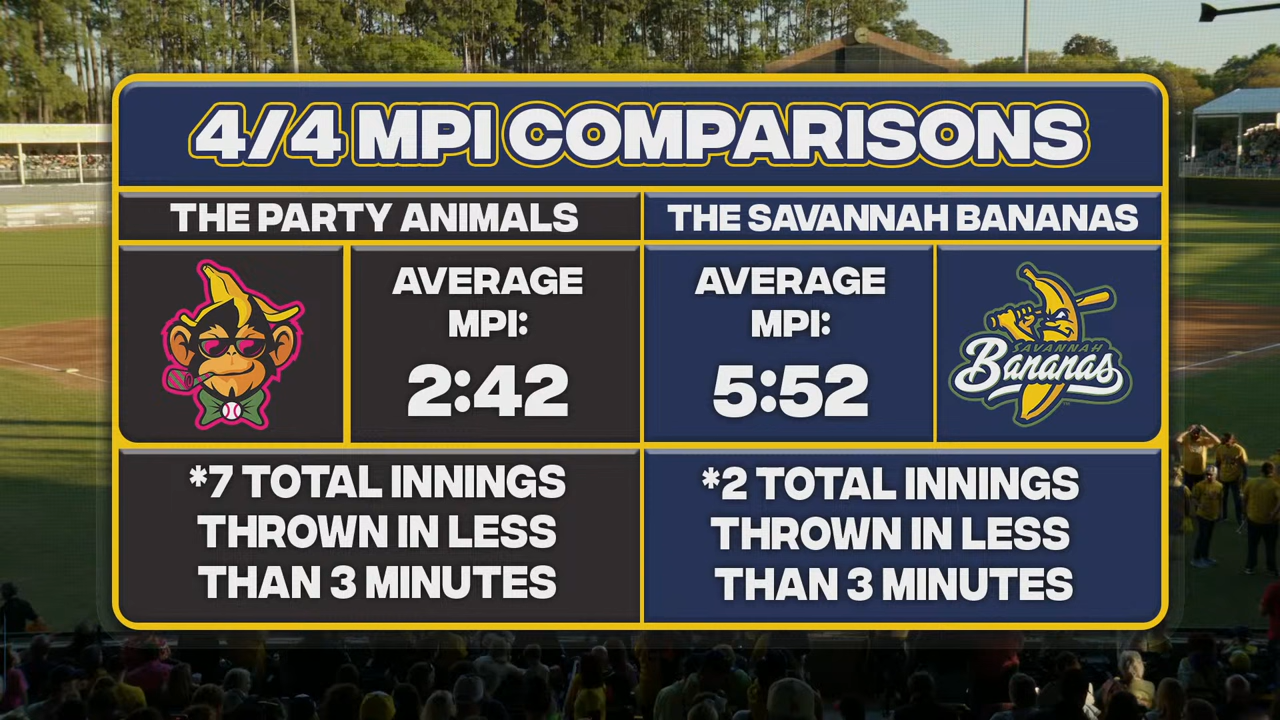 4/4 MPI COMPARISONS
THE PARTY ANIMALS
THE SAVANNAH BANANAS
AVERAGE
MPI:
2:42
AVERAGE
MPI:
5:52
SAVANNAH
Bananas
*7 TOTAL INNINGS
THROWN IN LESS
THAN 3 MINUTES
*2 TOTAL INNINGS
THROWN IN LESS
THAN 3 MINUTES